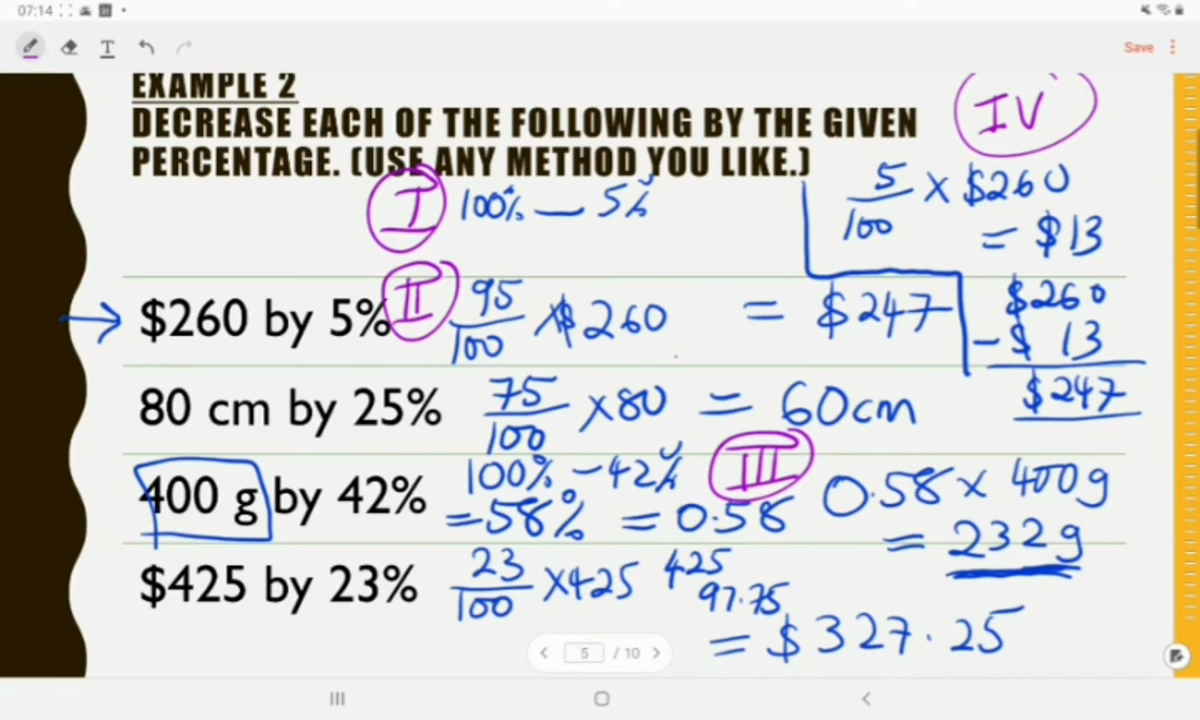 07:14
T
Save
EXAMPLE 2
DECREASE EACH OF THE FOLLOWING BY THE GIVEN
PERCENTAGE. (USE ANY METHOD YOU LIKE.)
IV
I 100% — 5%
5/100 × $260
= $13
$260 by 5% II 95/100 × $260 = $247
$260
- $ 13
$247
80 cm by 25% 75/100 ×80 = 60cm
400 g by 42% 100% - 42% III
=58% = 0.58 0.58 × 400g
= 232g
$425 by 23% 23/100 ×425 425
97.75
= $327.25
5 / 10